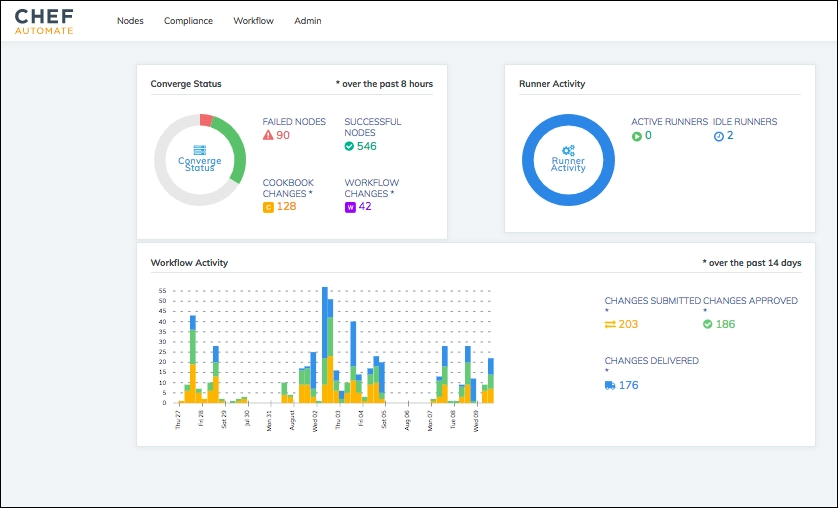 CHEF
AUTOMATE
Nodes Compliance Workflow Admin
Converge Status * over the past 8 hours
Converge
Status
FAILED NODES
90
SUCCESSFUL
NODES
546
COOKBOOK
CHANGES *
C 128
WORKFLOW
CHANGES *
W 42
Runner Activity
Runner
Activity
ACTIVE RUNNERS IDLE RUNNERS
0 2
Workflow Activity * over the past 14 days
55
50
45
40
35
30
25
20
15
10
5
0
Thu 27 Fri 28 Sat 29 Jul 30 Mon 31 August Wed 02 Thu 03 Fri 04 Sat 05 Aug 06 Mon 07 Tue 08 Wed 09
CHANGES SUBMITTED CHANGES APPROVED
* *
203 186
CHANGES DELIVERED
*
176